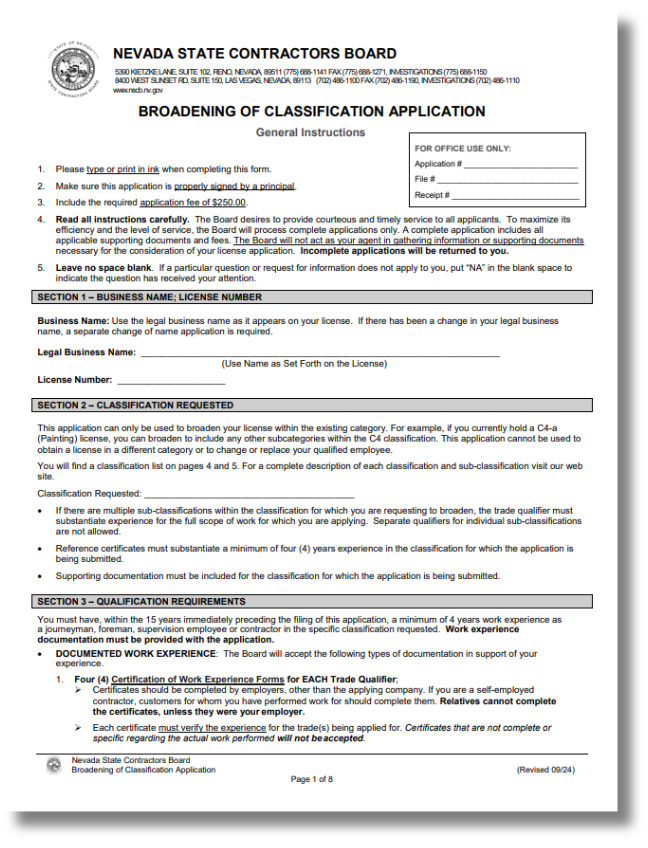 NEVADA STATE CONTRACTORS BOARD
5390 KIETZKE LANE, SUITE 102, RENO, NEVADA, 89511 (775) 688-1141 FAX (775) 688-1271, INVESTIGATIONS (775) 688-1150
8400 WEST SUNSET RD, SUITE 150, LAS VEGAS, NEVADA, 89113 (702) 486-1100 FAX (702) 486-1190, INVESTIGATIONS (702) 486-1110
www.nscb.nv.gov
BROADENING OF CLASSIFICATION APPLICATION
General Instructions
FOR OFFICE USE ONLY:
Application #
File #
Receipt #
1. Please type or print in ink when completing this form.
2. Make sure this application is properly signed by a principal.
3. Include the required application fee of $250.00.
4. Read all instructions carefully. The Board desires to provide courteous and timely service to all applicants. To maximize its
efficiency and the level of service, the Board will process complete applications only. A complete application includes all
applicable supporting documents and fees. The Board will not act as your agent in gathering information or supporting documents
necessary for the consideration of your license application. Incomplete applications will be returned to you.
5. Leave no space blank. If a particular question or request for information does not apply to you, put “NA” in the blank space to
indicate the question has received your attention.
SECTION 1 – BUSINESS NAME; LICENSE NUMBER
Business Name: Use the legal business name as it appears on your license. If there has been a change in your legal business
name, a separate change of name application is required.
Legal Business Name:
(Use Name as Set Forth on the License)
License Number:
SECTION 2 – CLASSIFICATION REQUESTED
This application can only be used to broaden your license within the existing category. For example, if you currently hold a C4-a
(Painting) license, you can broaden to include any other subcategories within the C4 classification. This application cannot be used to
obtain a license in a different category or to change or replace your qualified employee.
You will find a classification list on pages 4 and 5. For a complete description of each classification and sub-classification visit our web
site.
Classification Requested:
• If there are multiple sub-classifications within the classification for which you are requesting to broaden, the trade qualifier must
substantiate experience for the full scope of work for which you are applying. Separate qualifiers for individual sub-classifications
are not allowed.
• Reference certificates must substantiate a minimum of four (4) years experience in the classification for which the application is
being submitted.
• Supporting documentation must be included for the classification for which the application is being submitted.
SECTION 3 – QUALIFICATION REQUIREMENTS
You must have, within the 15 years immediately preceding the filing of this application, a minimum of 4 years work experience as
a journeyman, foreman, supervision employee or contractor in the specific classification requested. Work experience
documentation must be provided with the application.
• DOCUMENTED WORK EXPERIENCE: The Board will accept the following types of documentation in support of your
experience.
1. Four (4) Certification of Work Experience Forms for EACH Trade Qualifier;
➢ Certificates should be completed by employers, other than the applying company. If you are a self-employed
contractor, customers for whom you have performed work for should complete them. Relatives cannot complete
the certificates, unless they were your employer.
➢ Each certificate must verify the experience for the trade(s) being applied for. Certificates that are not complete or
specific regarding the actual work performed will not be accepted.
Nevada State Contractors Board
Broadening of Classification Application
(Revised 09/24)
Page 1 of 8